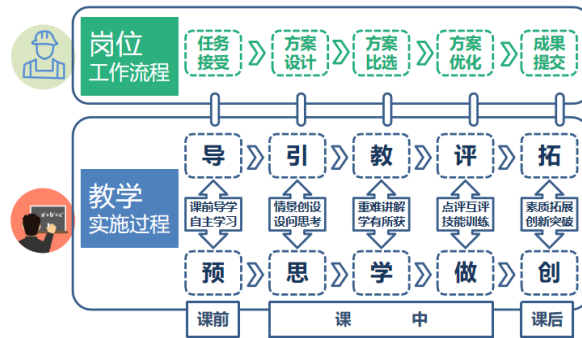 岗位
工作流程
任务
接受
方案
设计
方案
比选
方案
优化
成果
提交
教学
实施过程
导
引
教
评
拓
课前导学
自主学习
情景创设
设问思考
重难讲解
学有所获
点评互评
技能训练
素质拓展
创新突破
预
思
学
做
创
课前
课 中
课后